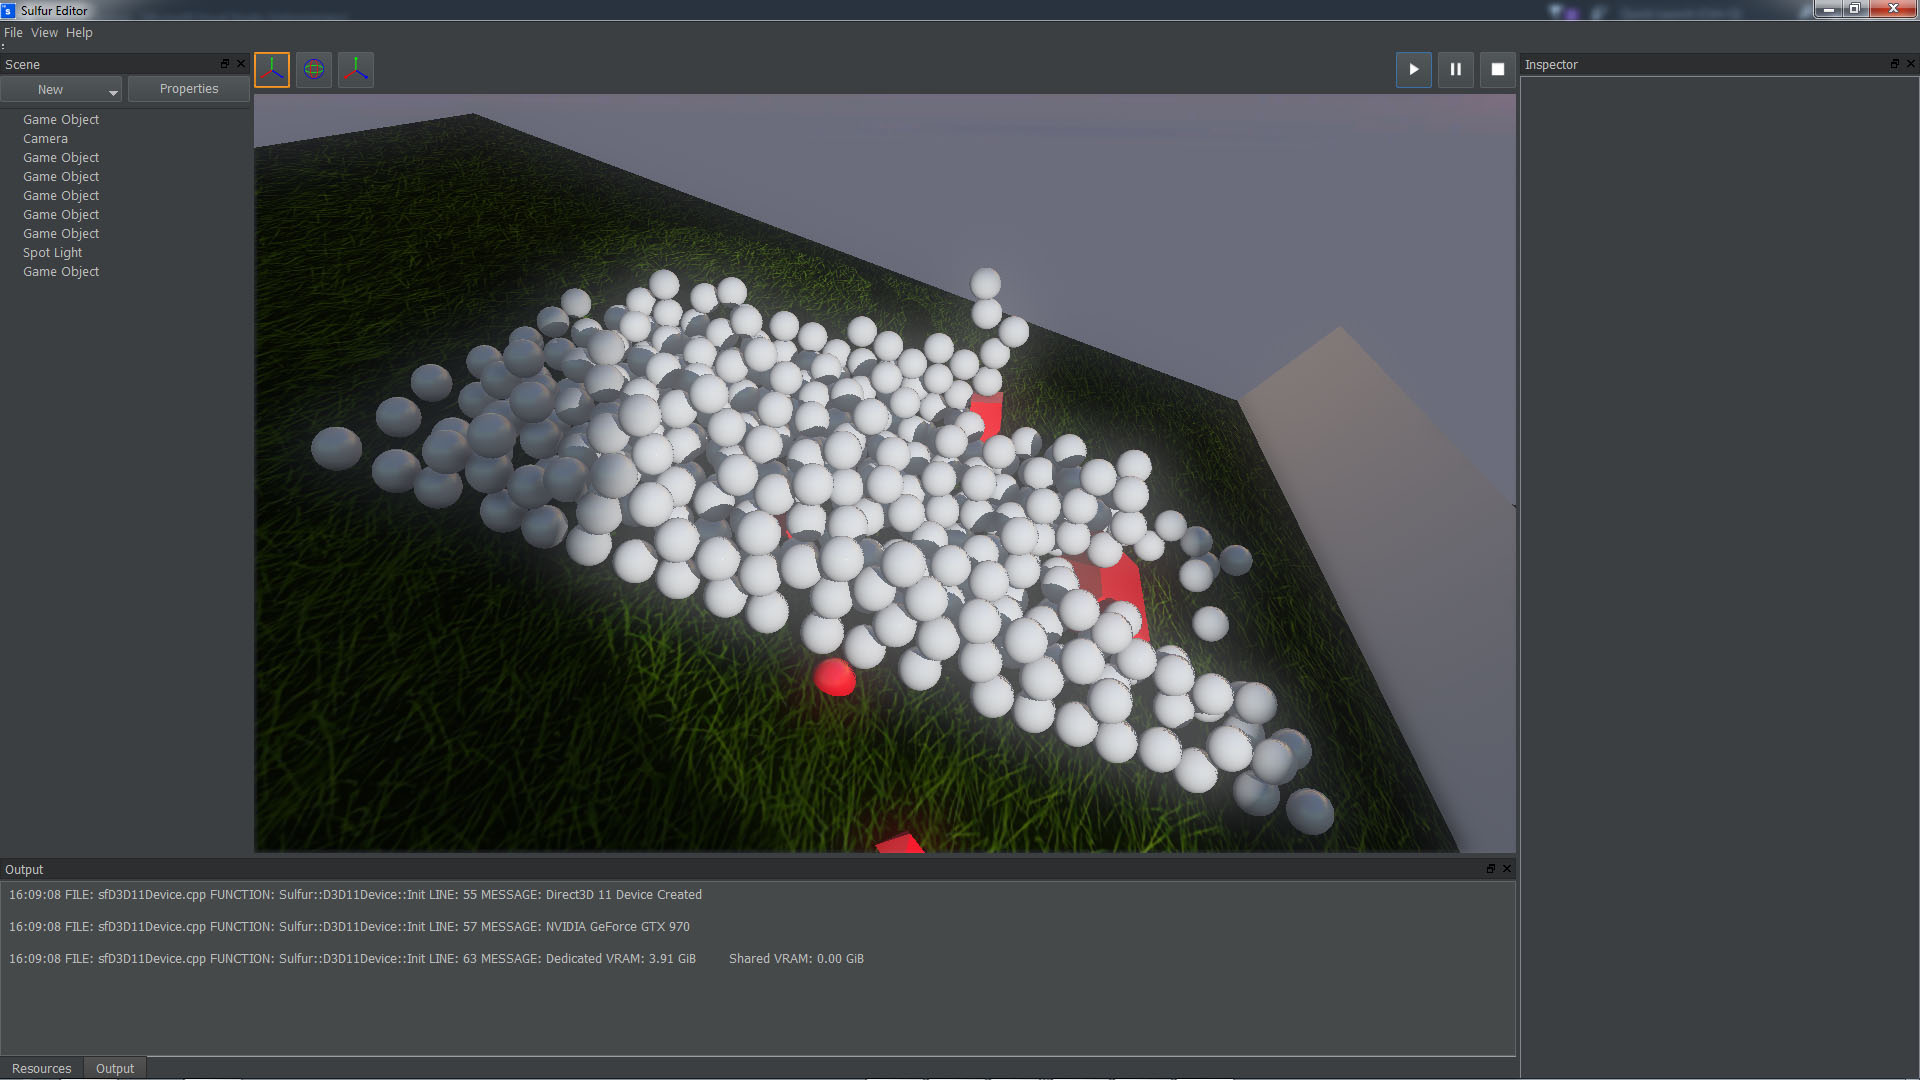 Sulfur Editor
File View Help
Scene
New
Properties
Game Object
Camera
Game Object
Game Object
Game Object
Game Object
Game Object
Spot Light
Game Object
Inspector
Output
16:09:08 FILE: sfD3D11Device.cpp FUNCTION: Sulfur::D3D11Device::Init LINE: 55 MESSAGE: Direct3D 11 Device Created
16:09:08 FILE: sfD3D11Device.cpp FUNCTION: Sulfur::D3D11Device::Init LINE: 57 MESSAGE: NVIDIA GeForce GTX 970
16:09:08 FILE: sfD3D11Device.cpp FUNCTION: Sulfur::D3D11Device::Init LINE: 63 MESSAGE: Dedicated VRAM: 3.91 GiB Shared VRAM: 0.00 GiB
Resources Output